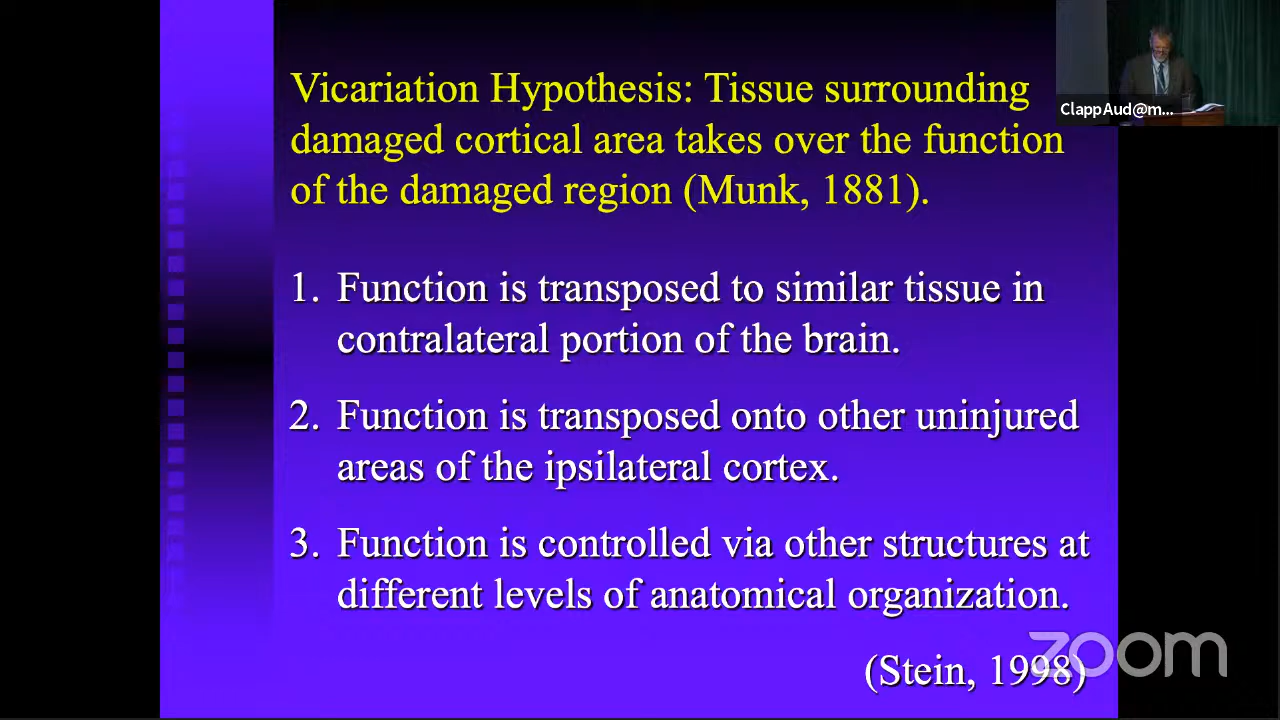 Vicariation Hypothesis: Tissue surrounding
damaged cortical area takes over the function
of the damaged region (Munk, 1881).
ClappAud@m...
1. Function is transposed to similar tissue in
contralateral portion of the brain.
2. Function is transposed onto other uninjured
areas of the ipsilateral cortex.
3. Function is controlled via other structures at
different levels of anatomical organization.
(Stein, 1998)
zoom